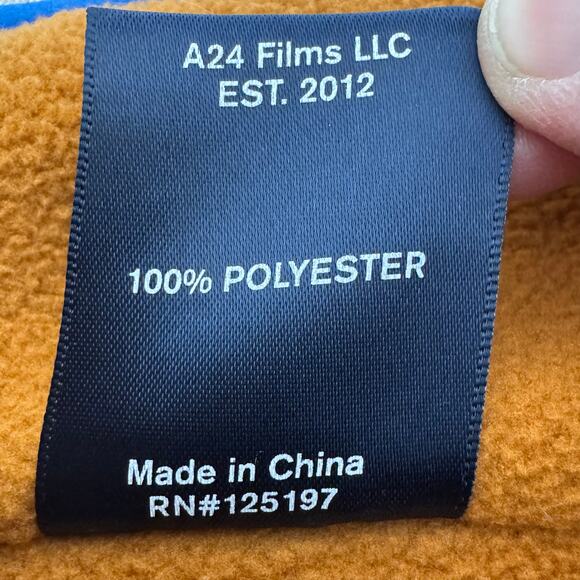 A24 Films LLC
EST. 2012
100% POLYESTER
Made in China
RN#125197